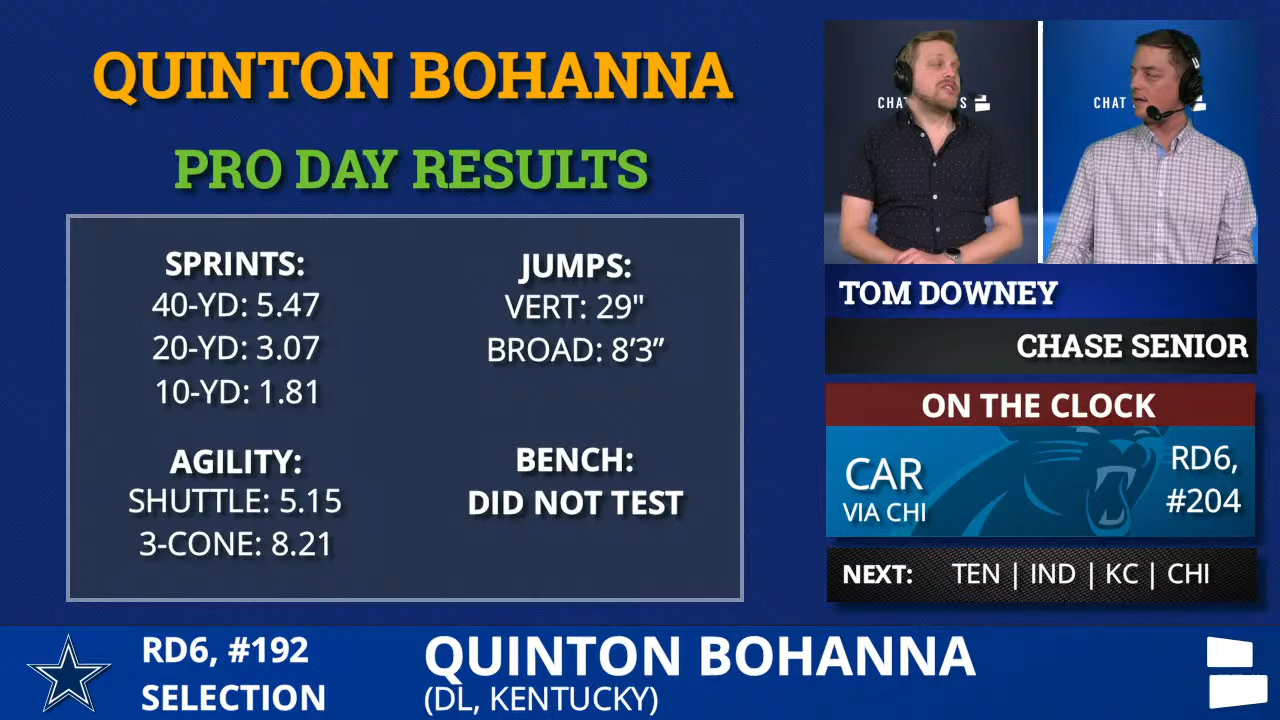 QUINTON BOHANNA
PRO DAY RESULTS
SPRINTS:
40-YD: 5.47
20-YD: 3.07
10-YD: 1.81
JUMPS:
VERT: 29"
BROAD: 8’3”
AGILITY:
SHUTTLE: 5.15
3-CONE: 8.21
BENCH:
DID NOT TEST
CHAT
CHAT
TOM DOWNEY
CHASE SENIOR
ON THE CLOCK
CAR
VIA CHI
RD6,
#204
NEXT: TEN | IND | KC | CHI
RD6, #192
SELECTION
QUINTON BOHANNA
(DL, KENTUCKY)